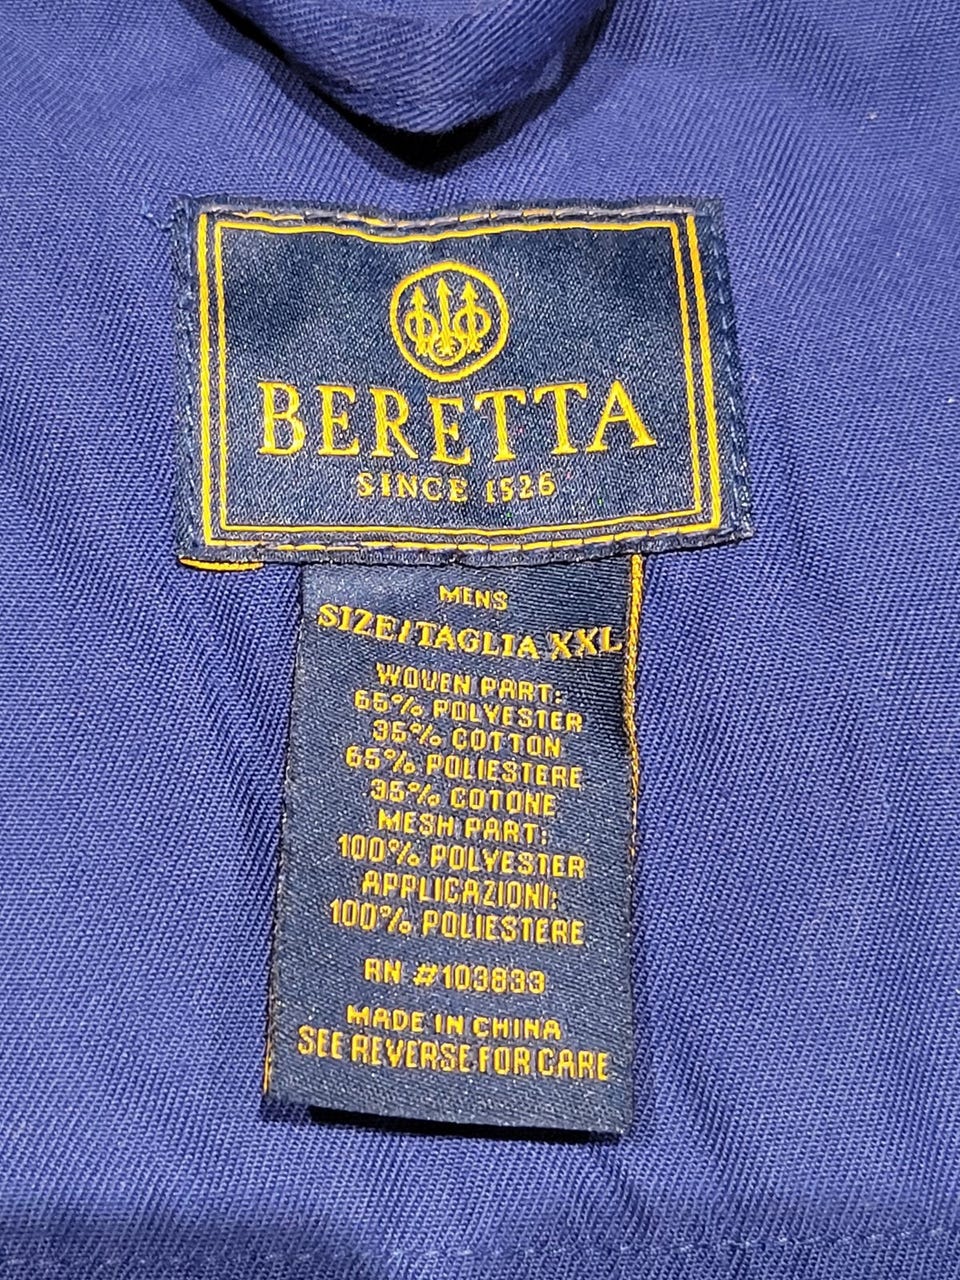 BERETTA
SINCE 1526
MENS
SIZE/TAGLIA XXL
WOVEN PART:
65% POLYESTER
35% COTTON
65% POLIESTERE
35% COTONE
MESH PART:
100% POLYESTER
APPLICAZIONI:
100% POLIESTERE
RN #103839
MADE IN CHINA
SEE REVERSE FOR CARE